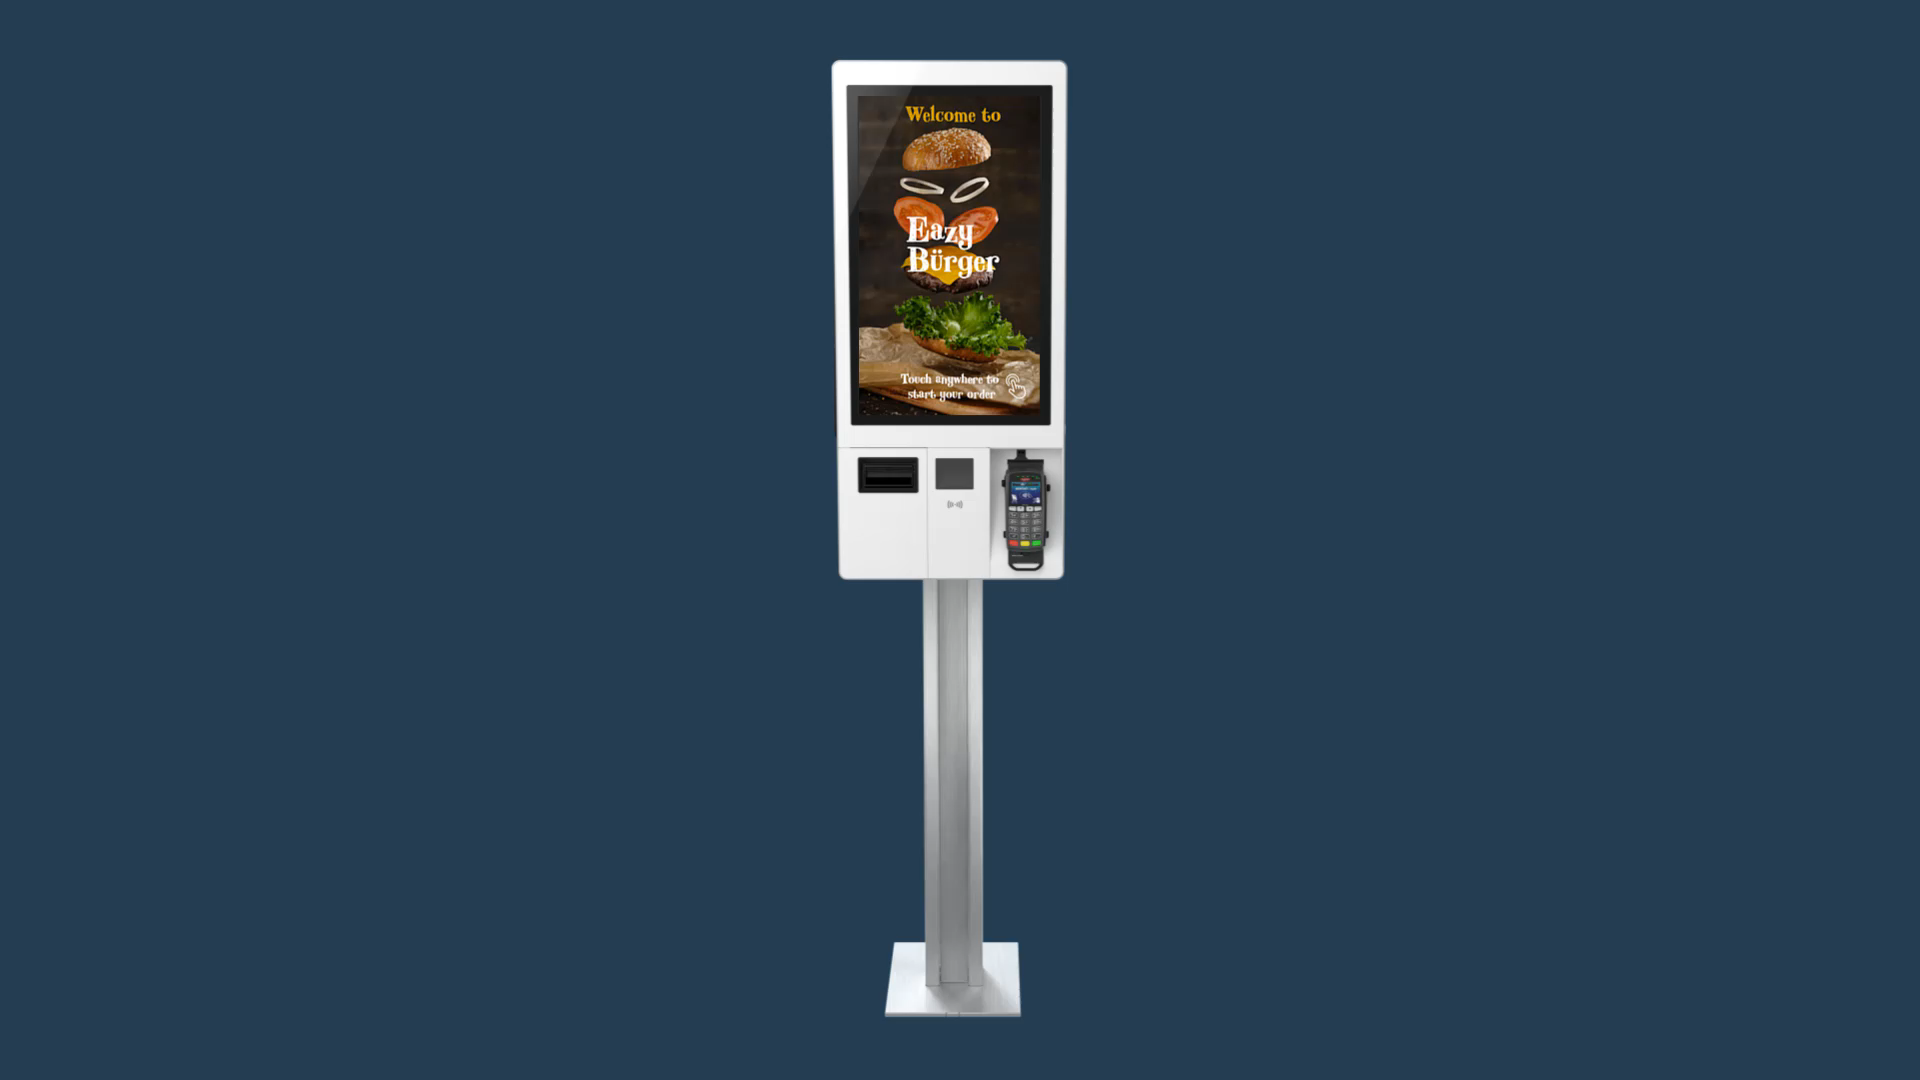 Welcome to
Eazy
Bürger
Touch anywhere to
start your order